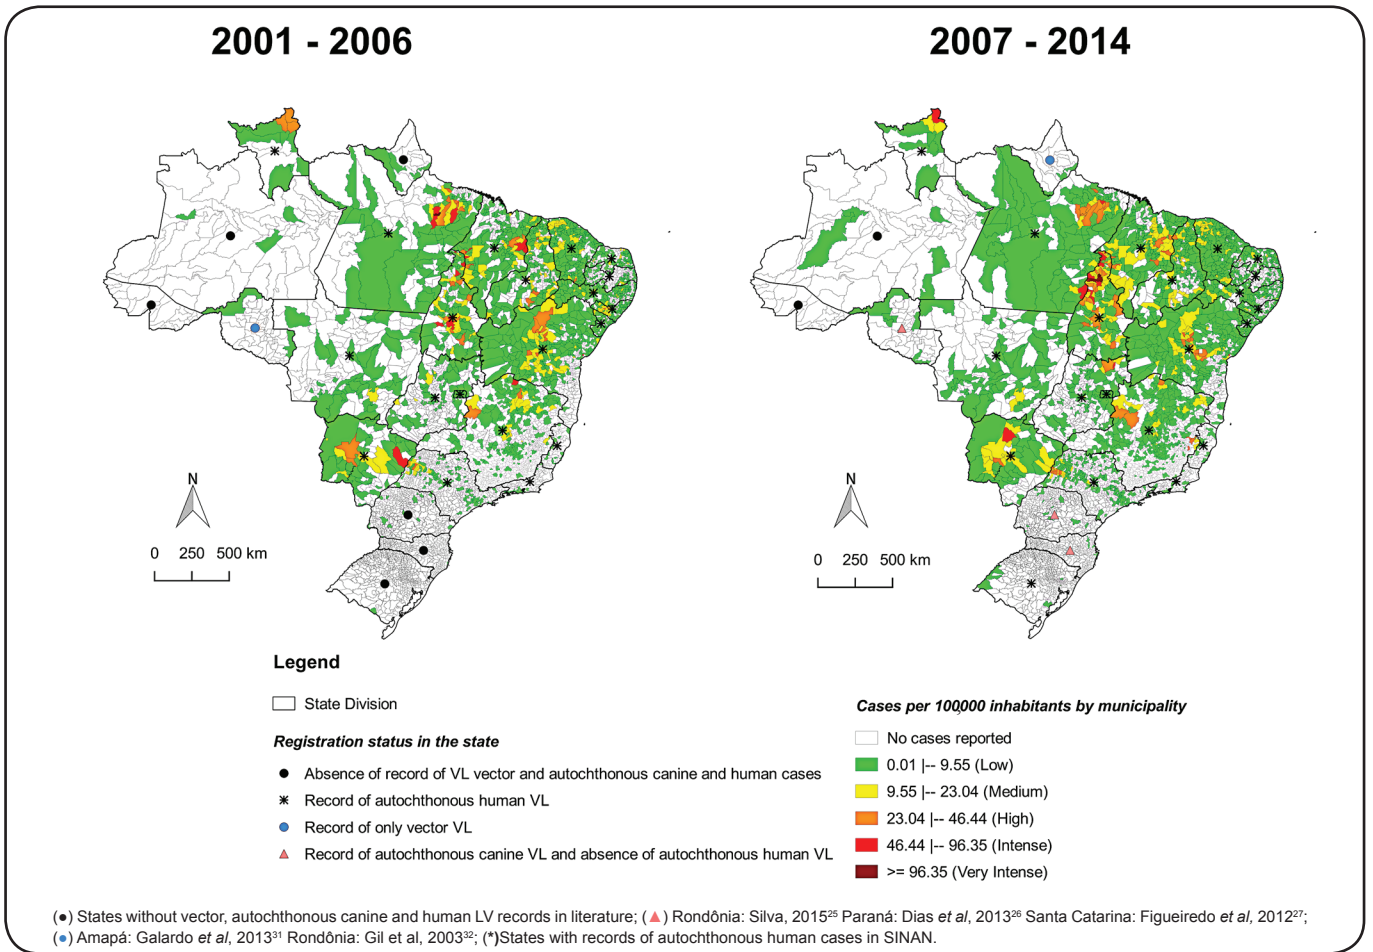 2001 - 2006
2007 - 2014
N
0 250 500 km
N
0 250 500 km
Legend
State Division
Registration status in the state
Absence of record of VL vector and autochthonous canine and human cases
Record of autochthonous human VL
Record of only vector VL
Record of autochthonous canine VL and absence of autochthonous human VL
Cases per 100,000 inhabitants by municipality
No cases reported
0.01 |-- 9.55 (Low)
9.55 |-- 23.04 (Medium)
23.04 |-- 46.44 (High)
46.44 |-- 96.35 (Intense)
>= 96.35 (Very Intense)
(●) States without vector, autochthonous canine and human LV records in literature; (▲) Rondônia: Silva, 2015²⁵ Paraná: Dias et al, 2013²⁶ Santa Catarina: Figueiredo et al, 2012²⁷;
(●) Amapá: Galardo et al, 2013³¹ Rondônia: Gil et al, 2003³²; (*)States with records of autochthonous human cases in SINAN.